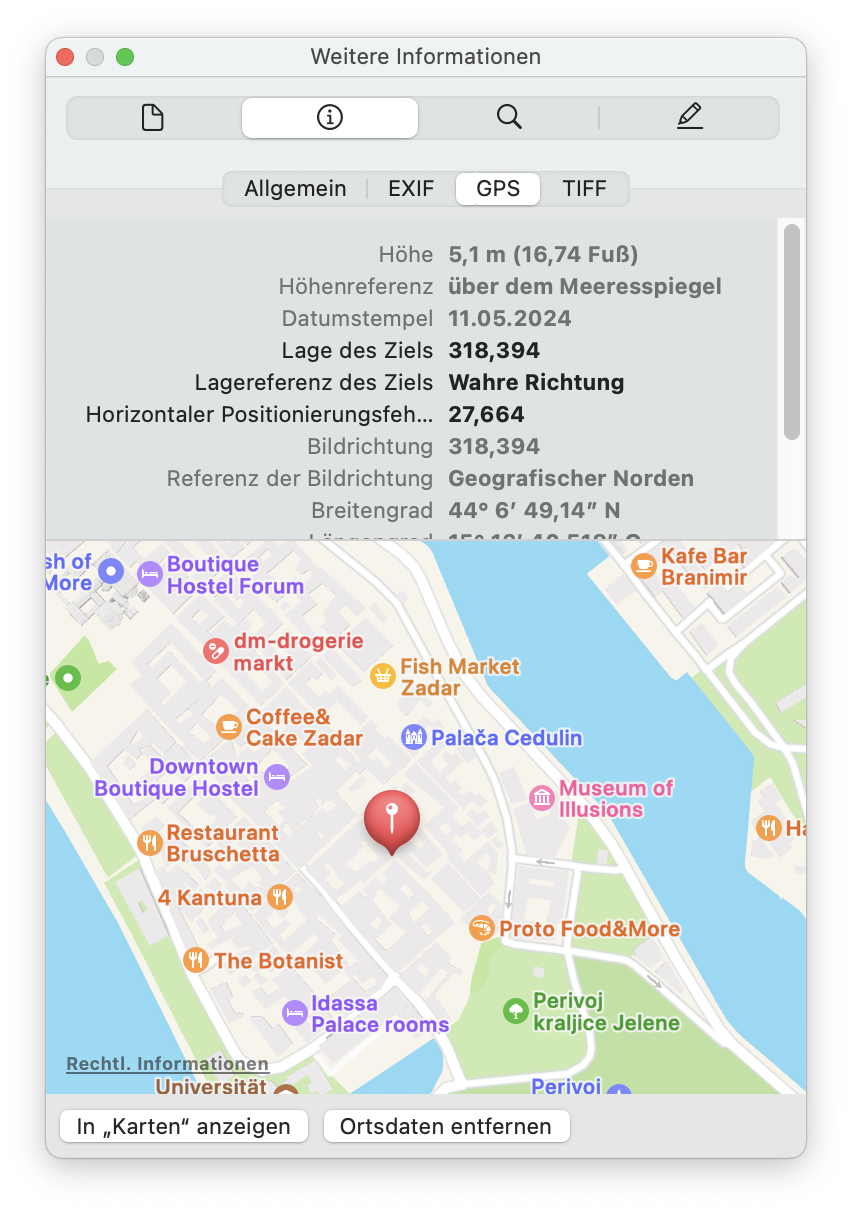 Weitere Informationen
Allgemein
EXIF
GPS
TIFF
Höhe 5,1 m (16,74 Fuß)
Höhenreferenz über dem Meeresspiegel
Datumstempel 11.05.2024
Lage des Ziels 318,394
Lagereferenz des Ziels Wahre Richtung
Horizontaler Positionierungsfeh... 27,664
Bildrichtung 318,394
Referenz der Bildrichtung Geografischer Norden
Breitengrad 44° 6′ 49,14″ N
sh of
More
Boutique
Hostel Forum
Kafe Bar
Branimir
dm-drogerie
markt
Fish Market
Zadar
Coffee&
Cake Zadar
Palača Cedulin
Downtown
Boutique Hostel
Museum of
Illusions
Restaurant
Bruschetta
Ha
4 Kantuna
Proto Food&More
The Botanist
Idassa
Palace rooms
Perivoj
kraljice Jelene
Rechtl. Informationen
Universität
Perivoj
In „Karten“ anzeigen
Ortsdaten entfernen